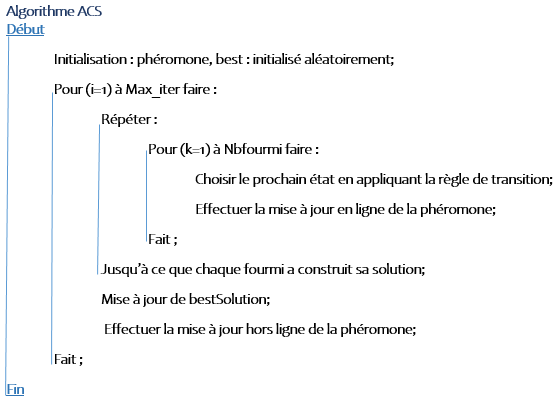 Algorithme ACS
Début
Initialisation : phéromone, best : initialisé aléatoirement;
Pour (i=1) à Max_iter faire :
Répéter :
Pour (k=1) à Nbfourmi faire :
Choisir le prochain état en appliquant la règle de transition;
Effectuer la mise à jour en ligne de la phéromone;
Fait ;
Jusqu’à ce que chaque fourmi a construit sa solution;
Mise à jour de bestSolution;
Effectuer la mise à jour hors ligne de la phéromone;
Fait ;
Fin